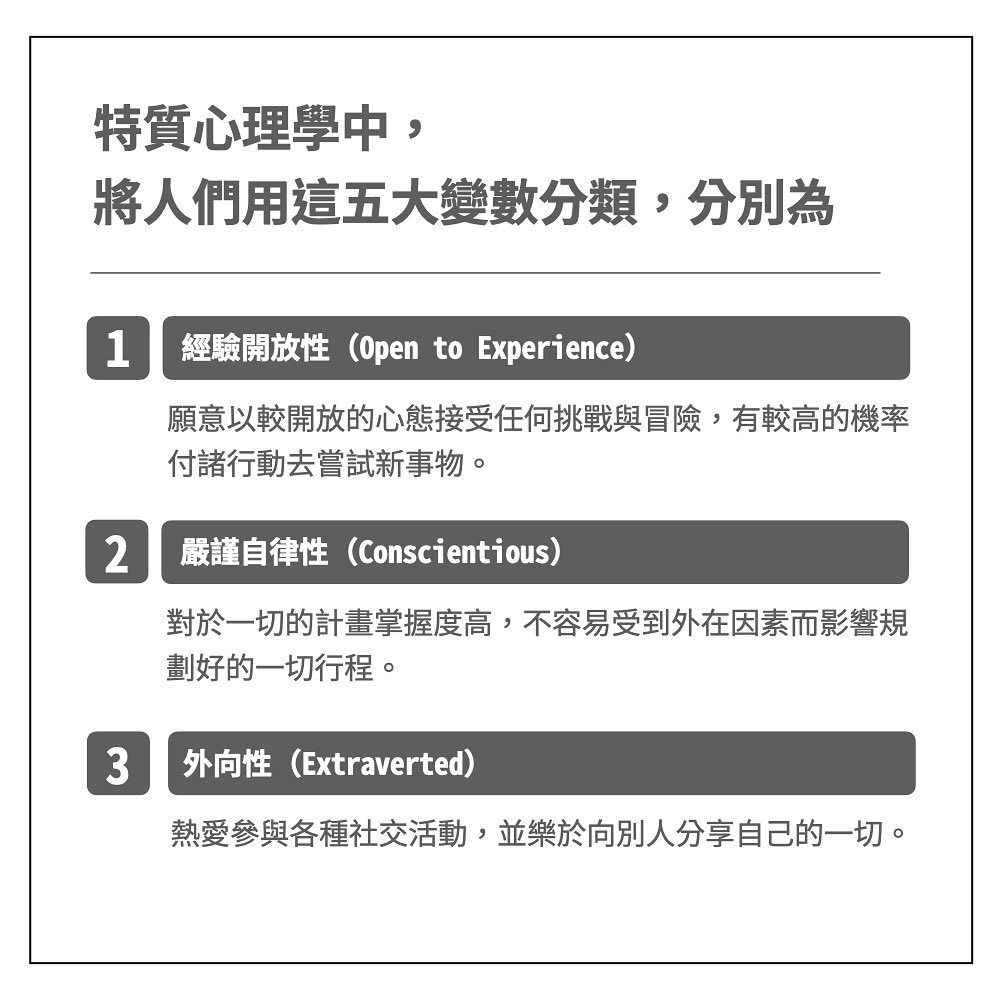 特質心理學中，
將人們用這五大變數分類，分別為
1 經驗開放性（Open to Experience）
願意以較開放的心態接受任何挑戰與冒險，有較高的機率
付諸行動去嘗試新事物。
2 嚴謹自律性（Conscientious）
對於一切的計畫掌握度高，不容易受到外在因素而影響規
劃好的一切行程。
3 外向性（Extraverted）
熱愛參與各種社交活動，並樂於向別人分享自己的一切。